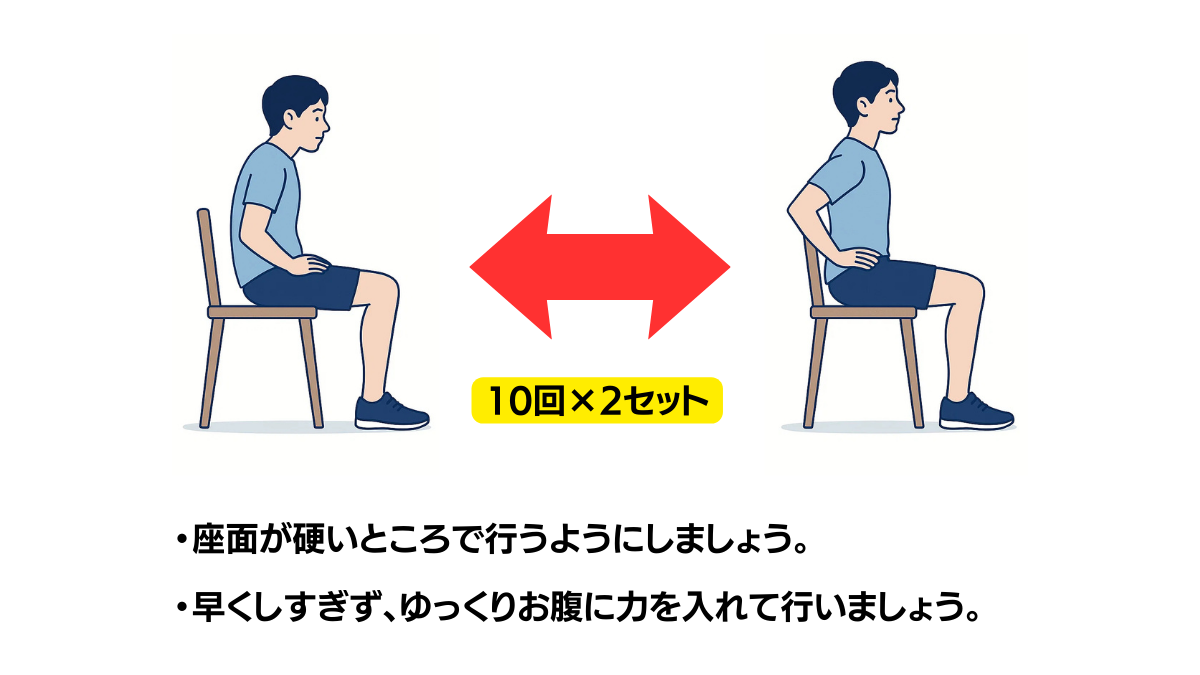 10回×2セット
・座面が硬いところで行うようにしましょう。
・早くしすぎず、ゆっくりお腹に力を入れて行いましょう。